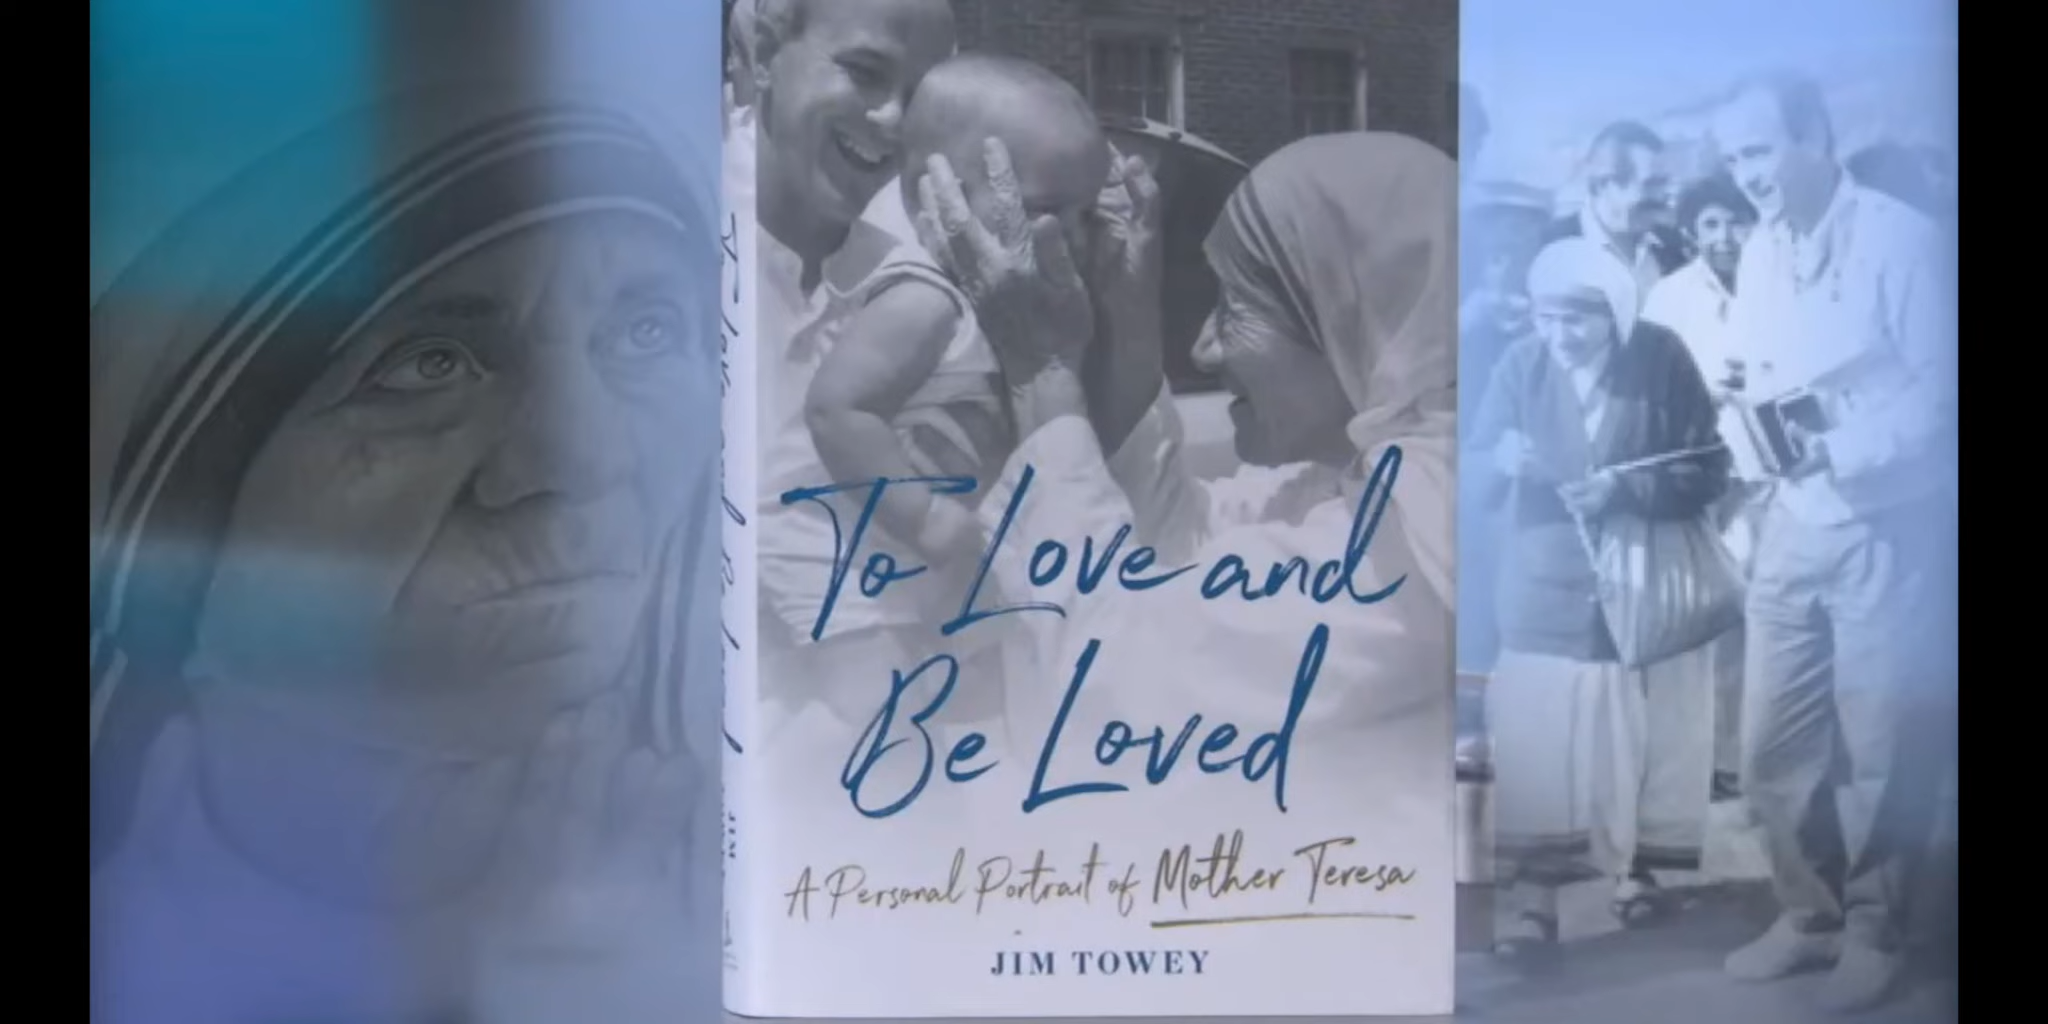 To Love and
Be Loved
A Personal Portrait of Mother Teresa
JIM TOWEY